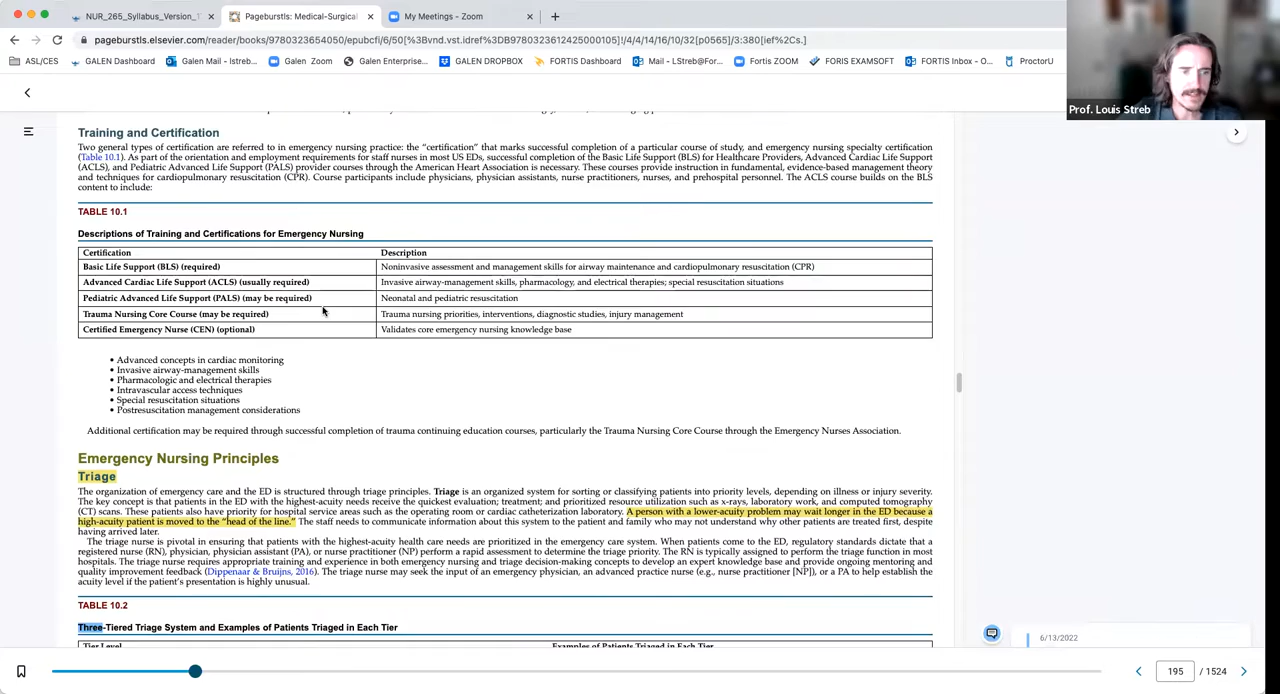 NUR_265_Syllabus_Version_
Pageburstls: Medical-Surgical
My Meetings – Zoom
pageburstls.elsevier.com/reader/books/9780323654050/epubcfi/6/50[%3Bvnd.vst.idref%3DB9780323612425000105]!/4/4/14/16/10/32[p0565]/3:380[ief%2Cs.]
ASL/CES
GALEN Dashboard
Galen Mail - lstreb...
Galen Zoom
Galen Enterprise...
GALEN DROPBOX
FORTIS Dashboard
Mail - LStreb@For...
Fortis ZOOM
FORIS EXAMSOFT
FORTIS Inbox - O...
ProctorU
Prof. Louis Streb
Training and Certification
Two general types of certification are referred to in emergency nursing practice: the “certification” that marks successful completion of a particular course of study, and emergency nursing specialty certification
(Table 10.1). As part of the orientation and employment requirements for staff nurses in most US EDs, successful completion of the Basic Life Support (BLS) for Healthcare Providers, Advanced Cardiac Life Support
(ACLS), and Pediatric Advanced Life Support (PALS) provider courses through the American Heart Association is necessary. These courses provide instruction in fundamental, evidence-based management theory
and techniques for cardiopulmonary resuscitation (CPR). Course participants include physicians, physician assistants, nurse practitioners, nurses, and prehospital personnel. The ACLS course builds on the BLS
content to include:
TABLE 10.1
Descriptions of Training and Certifications for Emergency Nursing
Certification Description
Basic Life Support (BLS) (required) Noninvasive assessment and management skills for airway maintenance and cardiopulmonary resuscitation (CPR)
Advanced Cardiac Life Support (ACLS) (usually required) Invasive airway-management skills, pharmacology, and electrical therapies; special resuscitation situations
Pediatric Advanced Life Support (PALS) (may be required) Neonatal and pediatric resuscitation
Trauma Nursing Core Course (may be required) Trauma nursing priorities, interventions, diagnostic studies, injury management
Certified Emergency Nurse (CEN) (optional) Validates core emergency nursing knowledge base
• Advanced concepts in cardiac monitoring
• Invasive airway-management skills
• Pharmacologic and electrical therapies
• Intravascular access techniques
• Special resuscitation situations
• Postresuscitation management considerations
Additional certification may be required through successful completion of trauma continuing education courses, particularly the Trauma Nursing Core Course through the Emergency Nurses Association.
Emergency Nursing Principles
Triage
The organization of emergency care and the ED is structured through triage principles. Triage is an organized system for sorting or classifying patients into priority levels, depending on illness or injury severity.
The key concept is that patients in the ED with the highest-acuity needs receive the quickest evaluation; treatment; and prioritized resource utilization such as x-rays, laboratory work, and computed tomography
(CT) scans. These patients also have priority for hospital service areas such as the operating room or cardiac catheterization laboratory. A person with a lower-acuity problem may wait longer in the ED because a
high-acuity patient is moved to the “head of the line.” The staff needs to communicate information about this system to the patient and family who may not understand why other patients are treated first, despite
having arrived later.
The triage nurse is pivotal in ensuring that patients with the highest-acuity health care needs are prioritized in the emergency care system. When patients come to the ED, regulatory standards dictate that a
registered nurse (RN), physician, physician assistant (PA), or nurse practitioner (NP) perform a rapid assessment to determine the triage priority. The RN is typically assigned to perform the triage function in most
hospitals. The triage nurse requires appropriate training and experience in both emergency nursing and triage decision-making concepts to develop an expert knowledge base and provide ongoing mentoring and
quality improvement feedback (Dippenaar & Bruijns, 2016). The triage nurse may seek the input of an emergency physician, an advanced practice nurse (e.g., nurse practitioner [NP]), or a PA to help establish the
acuity level if the patient’s presentation is highly unusual.
TABLE 10.2
Three-Tiered Triage System and Examples of Patients Triaged in Each Tier
Tier Level Examples of Patients Triaged in Each Tier
6/13/2022
195 / 1524